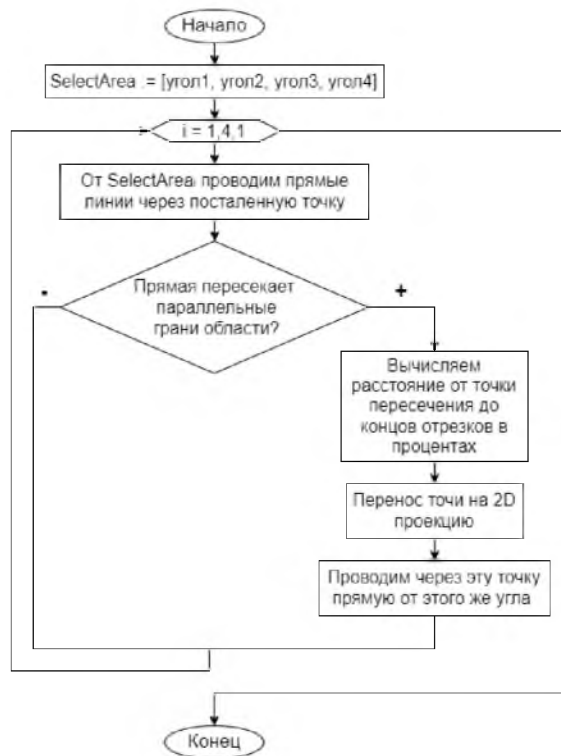 Начало
SelectArea := [угол1, угол2, угол3, угол4]
i = 1,4,1
От SelectAreai проводим прямые
линии через посталенную точку
Прямая пересекает
параллельные
грани области?
-
+
Вычисляем
расстояние от точки
пересечения до
концов отрезков в
процентах
Перенос точи на 2D
проекцию
Проводим через эту точку
прямую от этого же угла
Конец